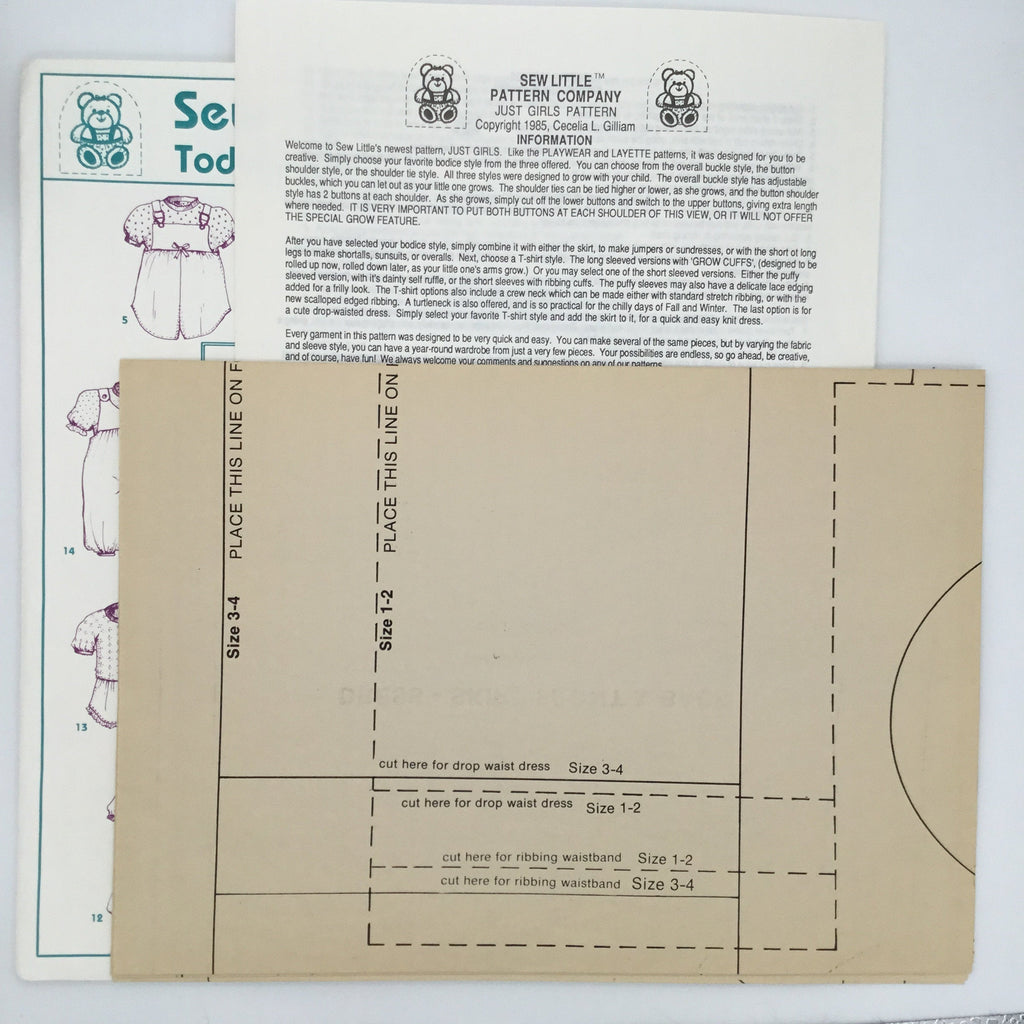 Se
Tod
5
14
13
12
SEW LITTLE™
PATTERN COMPANY
JUST GIRLS PATTERN
Copyright 1985, Cecelia L. Gilliam
INFORMATION
Welcome to Sew Little's newest pattern, JUST GIRLS. Like the PLAYWEAR and LAYETTE patterns, it was designed for you to be
creative. Simply choose your favorite bodice style from the three offered. You can choose from the overall buckle style, the button
shoulder style, or the shoulder tie style. All three styles were designed to grow with your child. The overall buckle style has adjustable
buckles, which you can let out as your little one grows. The shoulder ties can be tied higher or lower, as she grows, and the button shoulder
style has 2 buttons at each shoulder. As she grows, simply cut off the lower buttons and switch to the upper buttons, giving extra length
where needed. IT IS VERY IMPORTANT TO PUT BOTH BUTTONS AT EACH SHOULDER OF THIS VIEW, OR IT WILL NOT OFFER
THE SPECIAL GROW FEATURE.
After you have selected your bodice style, simply combine it with either the skirt, to make jumpers or sundresses, or with the short of long
legs to make shortalls, sunsuits, or overalls. Next, choose a T-shirt style. The long sleeved versions with 'GROW CUFFS', (designed to be
rolled up now, rolled down later, as your little one's arms grow.) Or you may select one of the short sleeved versions. Either the puffy
sleeved version, with it's dainty self ruffle, or the short sleeves with ribbing cuffs. The puffy sleeves may also have a delicate lace edging
added for a frilly look. The T-shirt options also include a crew neck which can be made either with standard stretch ribbing, or with the
new scalloped edged ribbing. A turtleneck is also offered, and is so practical for the chilly days of Fall and Winter. The last option is for
a cute drop-waisted dress. Simply select your favorite T-shirt style and add the skirt to it, for a quick and easy knit dress.
Every garment in this pattern was designed to be very quick and easy. You can make several of the same pieces, but by varying the fabric
and sleeve style, you can have a year-round wardrobe from just a very few pieces. Your possibilities are endless, so go ahead, be creative,
and of course, have fun! We always welcome your comments and suggestions on any of our patterns.
Size 3-4 PLACE THIS LINE ON F
Size 1-2 PLACE THIS LINE ON
cut here for drop waist dress Size 3-4
cut here for drop waist dress Size 1-2
cut here for ribbing waistband Size 1-2
cut here for ribbing waistband Size 3-4